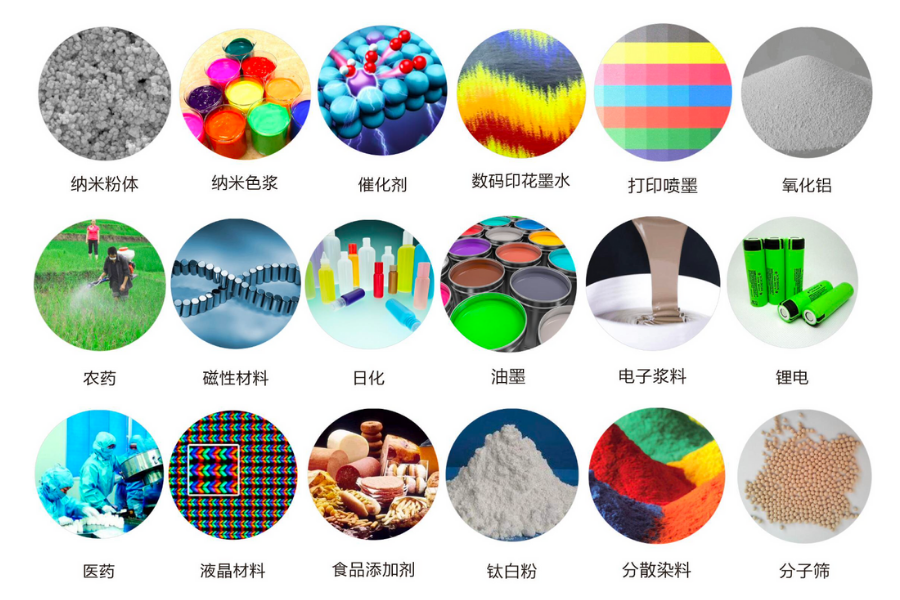 纳米粉体
纳米色浆
催化剂
数码印花墨水
打印喷墨
氧化铝
农药
磁性材料
日化
油墨
电子浆料
锂电
医药
液晶材料
食品添加剂
钛白粉
分散染料
分子筛